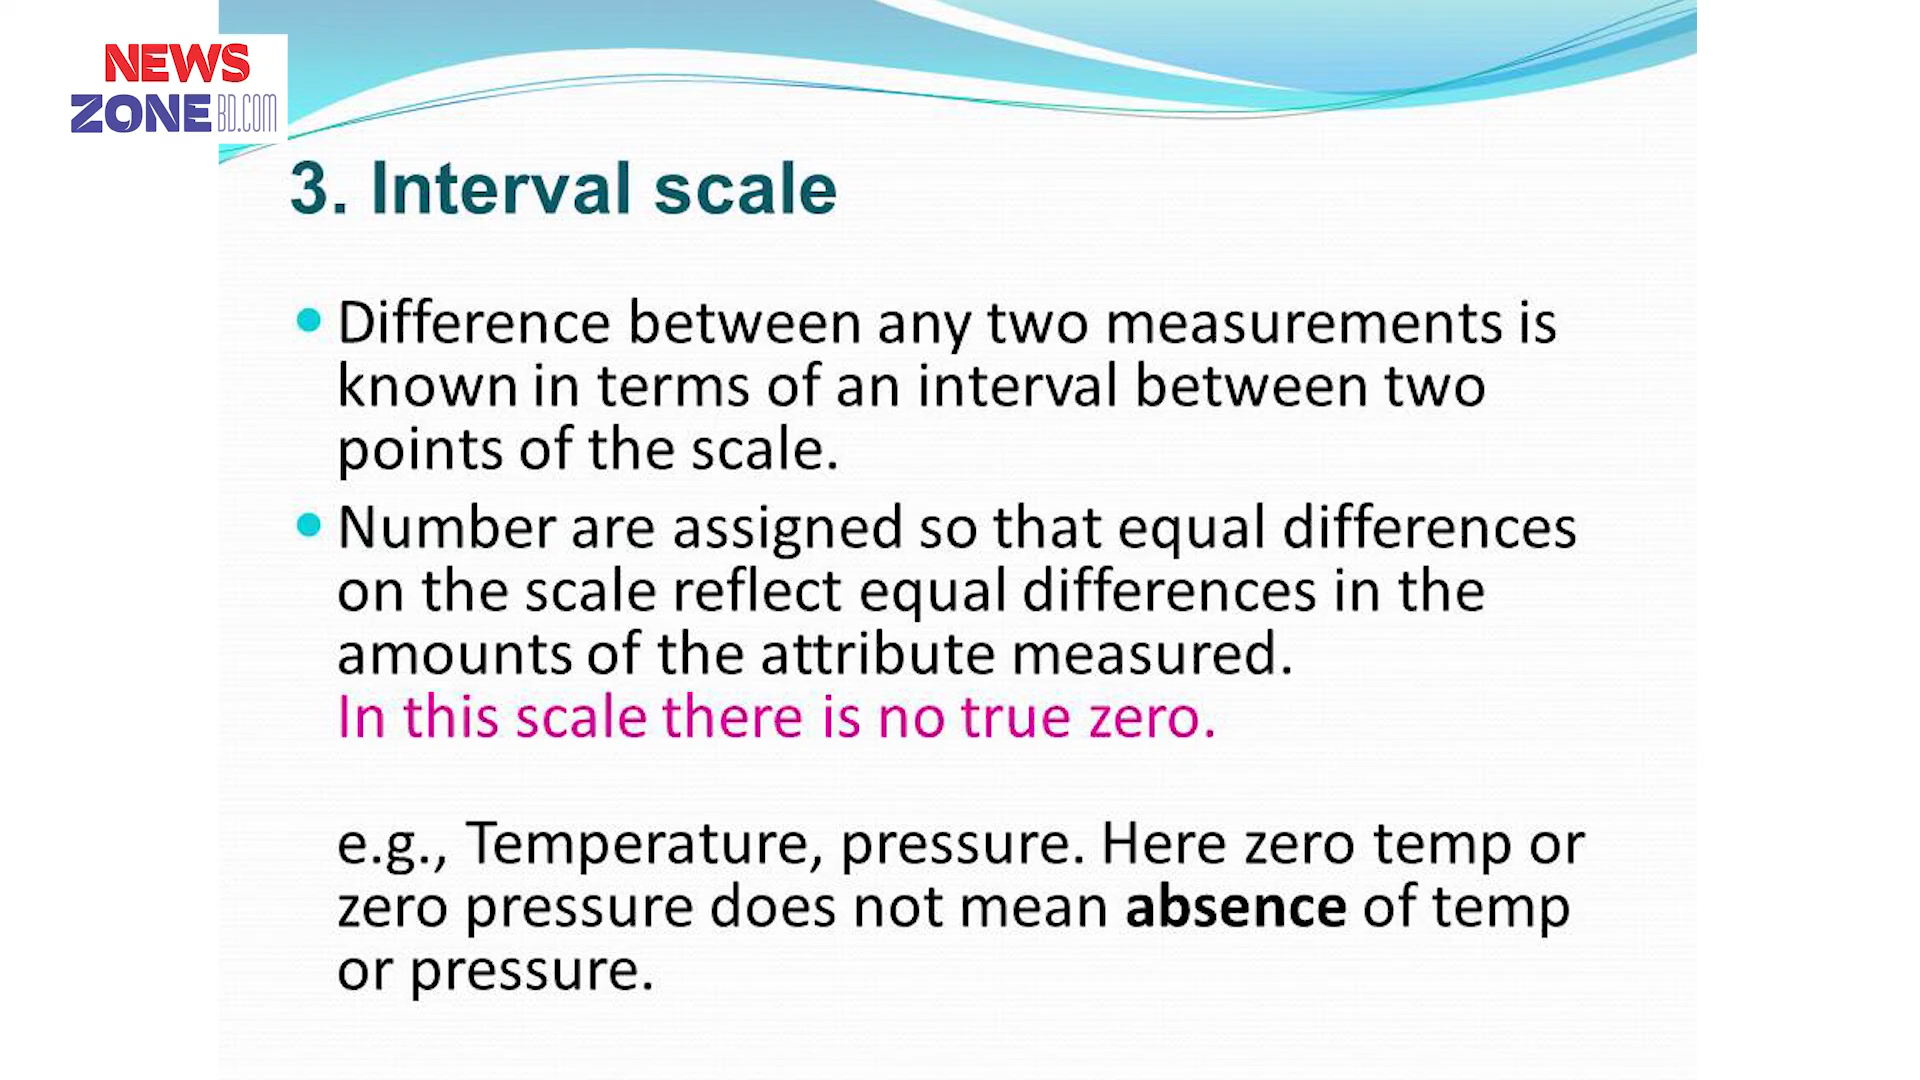 NEWS
ZONE BD.COM
3. Interval scale
• Difference between any two measurements is
known in terms of an interval between two
points of the scale.
• Number are assigned so that equal differences
on the scale reflect equal differences in the
amounts of the attribute measured.
In this scale there is no true zero.
e.g., Temperature, pressure. Here zero temp or
zero pressure does not mean absence of temp
or pressure.